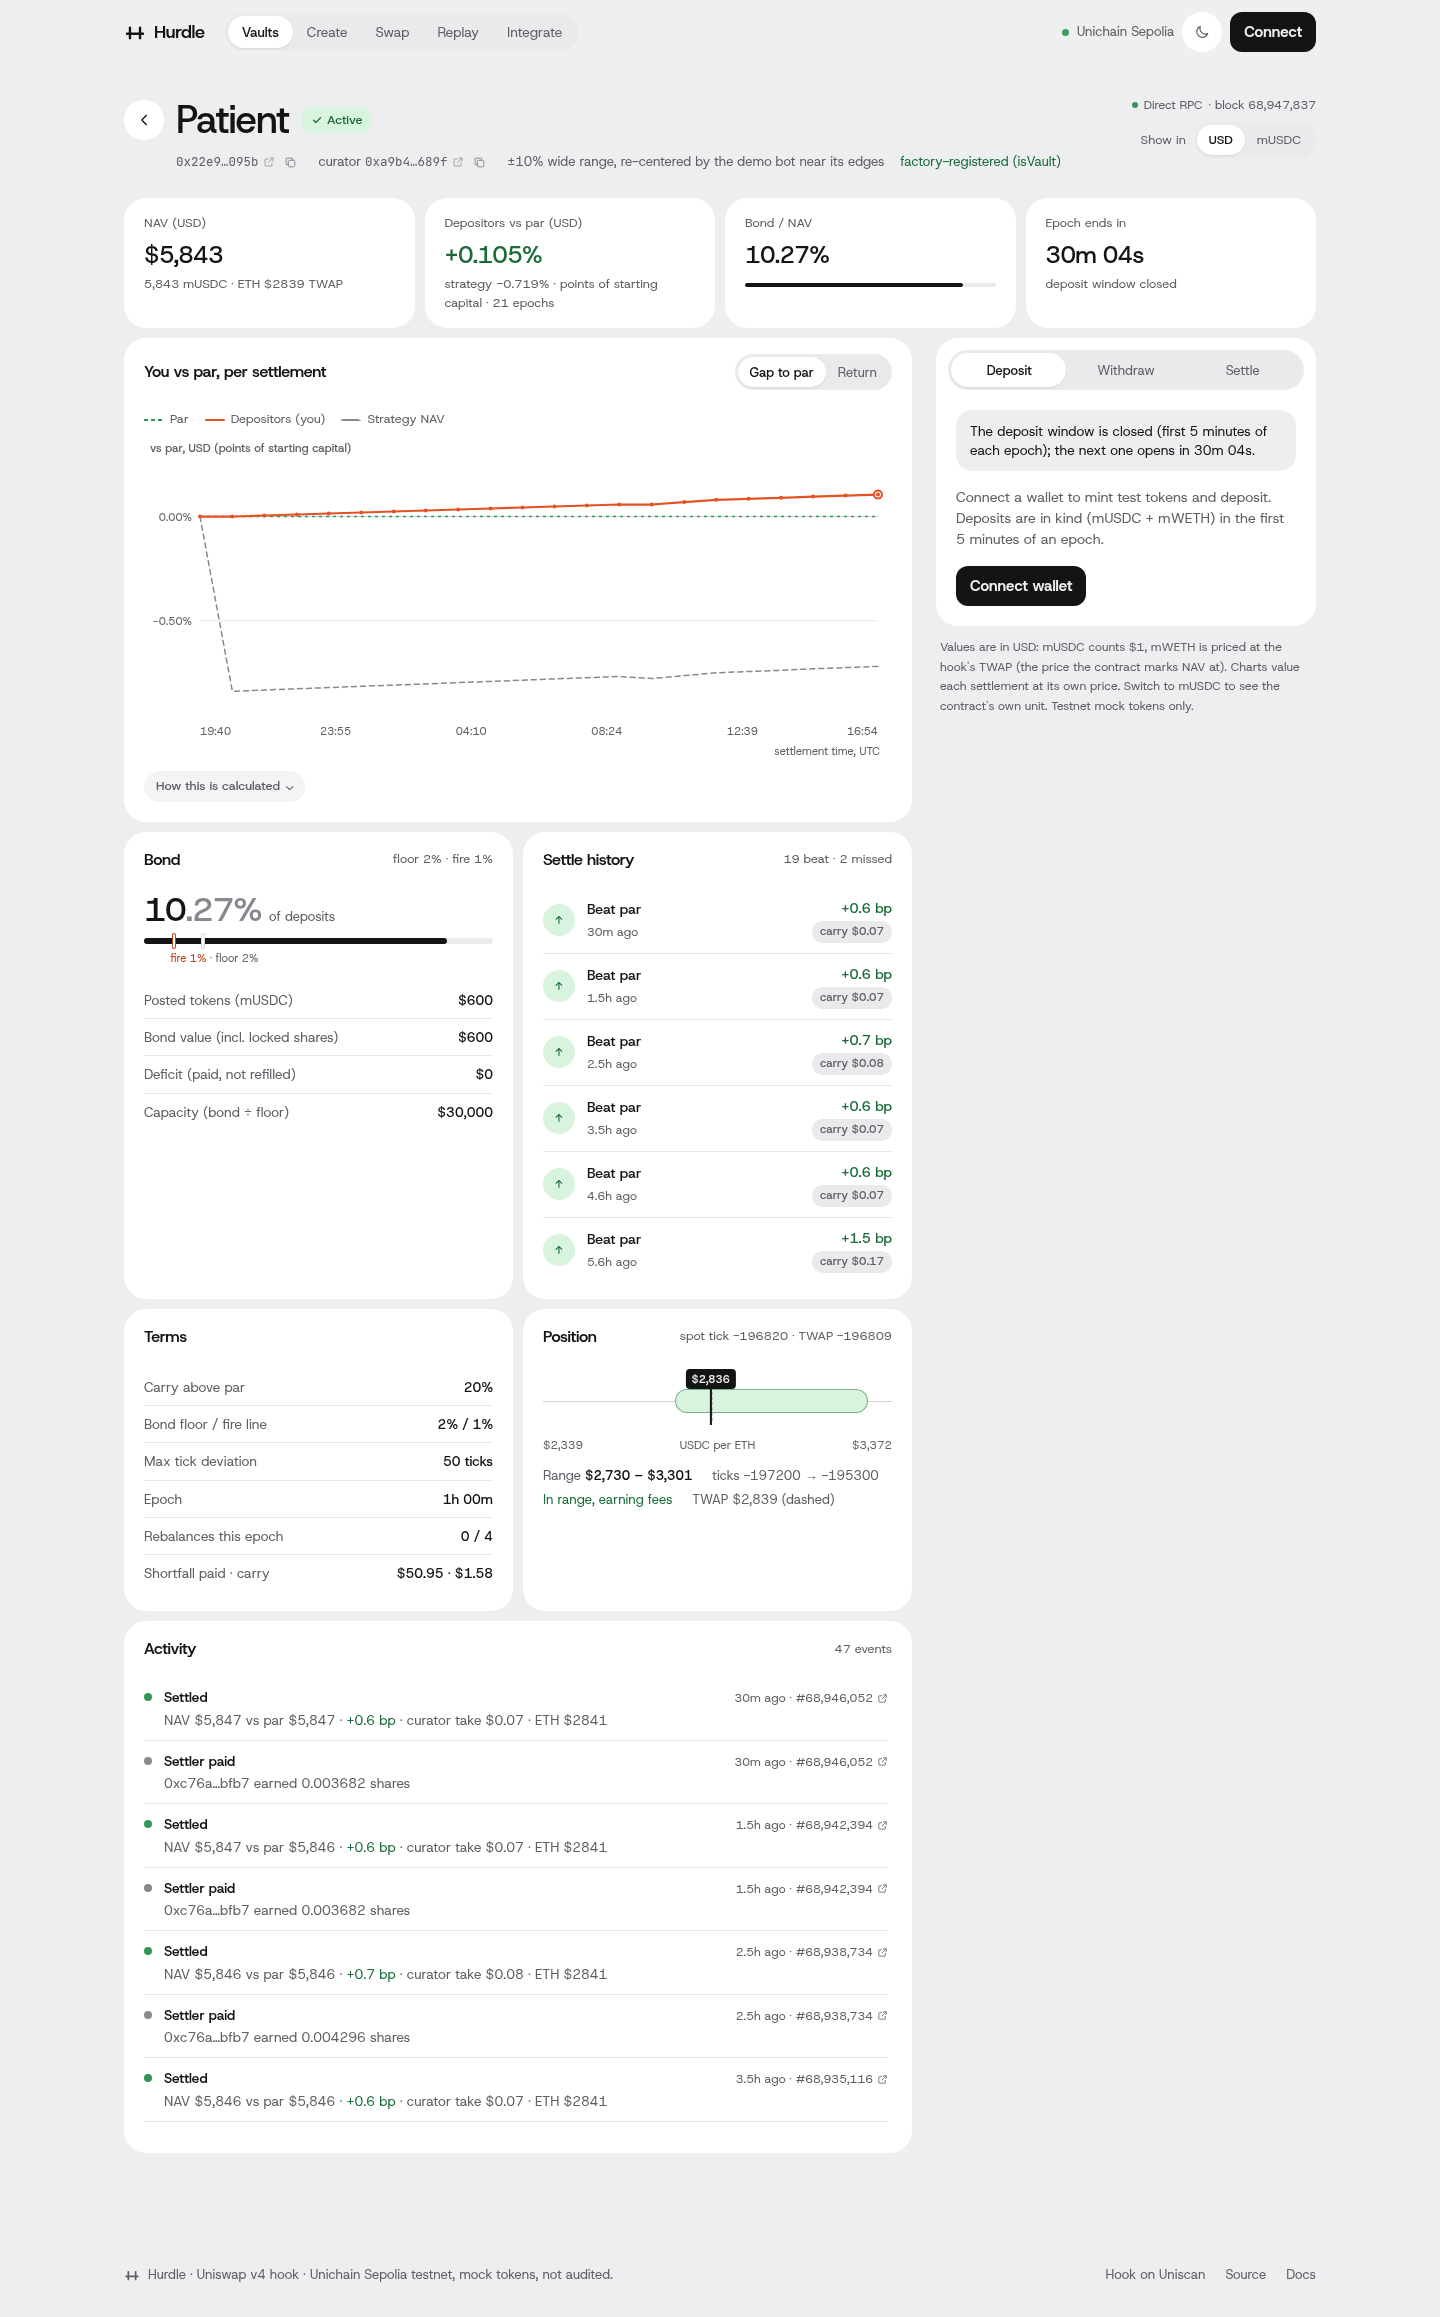 Hurdle
Vaults Create Swap Replay Integrate
Unichain Sepolia
Connect
Patient
Active
Direct RPC · block 68,947,837
Show in USD mUSDC
0x22e9…095b curator 0xa9b4…689f ±10% wide range, re-centered by the demo bot near its edges factory-registered (isVault)
NAV (USD)
$5,843
5,843 mUSDC · ETH $2839 TWAP
Depositors vs par (USD)
+0.105%
strategy −0.719% · points of starting
capital · 21 epochs
Bond / NAV
10.27%
Epoch ends in
30m 04s
deposit window closed
You vs par, per settlement
Gap to par Return
Par Depositors (you) Strategy NAV
vs par, USD (points of starting capital)
0.00%
−0.50%
19:40 23:55 04:10 08:24 12:39 16:54
settlement time, UTC
How this is calculated
Deposit Withdraw Settle
The deposit window is closed (first 5 minutes of
each epoch); the next one opens in 30m 04s.
Connect a wallet to mint test tokens and deposit.
Deposits are in kind (mUSDC + mWETH) in the first
5 minutes of an epoch.
Connect wallet
Values are in USD: mUSDC counts $1, mWETH is priced at the
hook's TWAP (the price the contract marks NAV at). Charts value
each settlement at its own price. Switch to mUSDC to see the
contract's own unit. Testnet mock tokens only.
Bond
floor 2% · fire 1%
10.27% of deposits
fire 1% · floor 2%
Posted tokens (mUSDC) $600
Bond value (incl. locked shares) $600
Deficit (paid, not refilled) $0
Capacity (bond ÷ floor) $30,000
Settle history
19 beat · 2 missed
Beat par +0.6 bp
30m ago carry $0.07
Beat par +0.6 bp
1.5h ago carry $0.07
Beat par +0.7 bp
2.5h ago carry $0.08
Beat par +0.6 bp
3.5h ago carry $0.07
Beat par +0.6 bp
4.6h ago carry $0.07
Beat par +1.5 bp
5.6h ago carry $0.17
Terms
Carry above par 20%
Bond floor / fire line 2% / 1%
Max tick deviation 50 ticks
Epoch 1h 00m
Rebalances this epoch 0 / 4
Shortfall paid · carry $50.95 · $1.58
Position
spot tick −196820 · TWAP −196809
$2,836
$2,339 USDC per ETH $3,372
Range $2,730 – $3,301 ticks −197200 → −195300
In range, earning fees TWAP $2,839 (dashed)
Activity
47 events
Settled 30m ago · #68,946,052
NAV $5,847 vs par $5,847 · +0.6 bp · curator take $0.07 · ETH $2841
Settler paid 30m ago · #68,946,052
0xc76a…bfb7 earned 0.003682 shares
Settled 1.5h ago · #68,942,394
NAV $5,847 vs par $5,846 · +0.6 bp · curator take $0.07 · ETH $2841
Settler paid 1.5h ago · #68,942,394
0xc76a…bfb7 earned 0.003682 shares
Settled 2.5h ago · #68,938,734
NAV $5,846 vs par $5,846 · +0.7 bp · curator take $0.08 · ETH $2841
Settler paid 2.5h ago · #68,938,734
0xc76a…bfb7 earned 0.004296 shares
Settled 3.5h ago · #68,935,116
NAV $5,846 vs par $5,846 · +0.6 bp · curator take $0.07 · ETH $2841
Hurdle · Uniswap v4 hook · Unichain Sepolia testnet, mock tokens, not audited.
Hook on Uniscan Source Docs